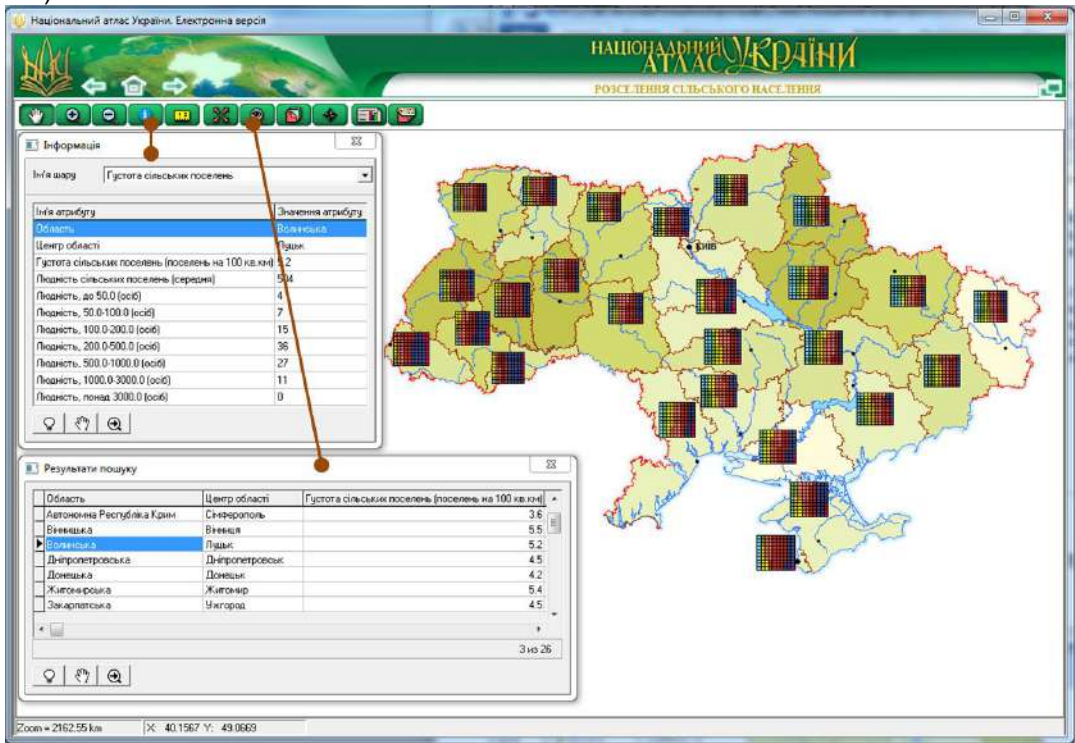 Національний атлас України. Електронна версія
НАЦІОНАЛЬНИЙ
АТЛАС УКРАЇНИ
РОЗСЕЛЕННЯ СІЛЬСЬКОГО НАСЕЛЕННЯ
Інформація
Ім'я шару Густота сільських поселень
Ім'я атрибуту Значення атрибуту
Область Волинська
Центр області Луцьк
Густота сільських поселень (поселень на 100 кв.км) 5.2
Людність сільських поселень (середня)
Людність, до 50.0 (осіб) 4
Людність, 50.0-100.0 (осіб) 7
Людність, 100.0-200.0 (осіб) 15
Людність, 200.0-500.0 (осіб) 36
Людність, 500.0-1000.0 (осіб) 27
Людність, 1000.0-3000.0 (осіб) 11
Людність, понад 3000.0 (осіб) 0
КИЇВ
Результати пошуку
Область Центр області Густота сільських поселень (поселень на 100 кв.км)
Автономна Республіка Крим Сімферополь 3.6
Вінницька Вінниця 5.5
Волинська Луцьк 5.2
Дніпропетровська Дніпропетровськ 4.5
Донецька Донецьк 4.2
Житомирська Житомир 5.4
Закарпатська Ужгород 4.5
3 из 26
Zoom = 2162.55 km X: 40.1567 Y: 49.0669